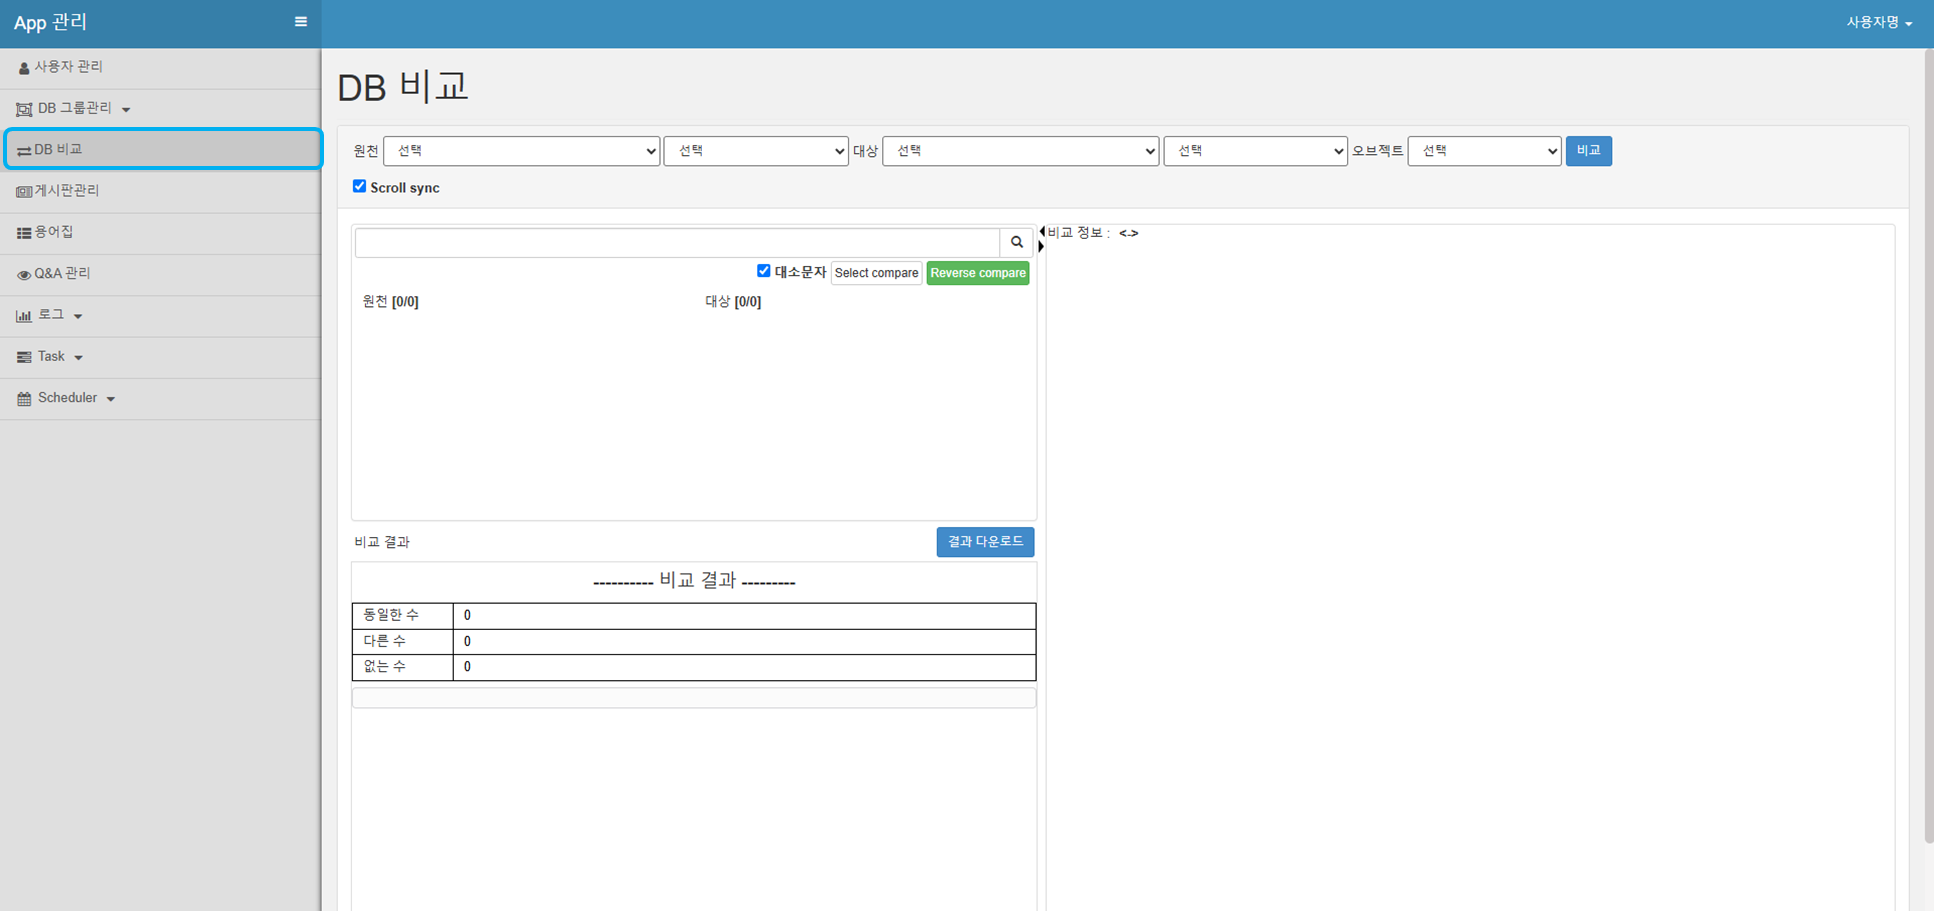 App 관리
사용자명
사용자 관리
DB 그룹관리
DB 비교
게시판관리
용어집
Q&A 관리
로그
Task
Scheduler
DB 비교
원천 선택 선택 대상 선택 선택 오브젝트 선택 비교
Scroll sync
대소문자 Select compare Reverse compare
원천 [0/0] 대상 [0/0]
비교 정보 : <->
비교 결과 결과 다운로드
---------- 비교 결과 ---------
동일한 수 0
다른 수 0
없는 수 0